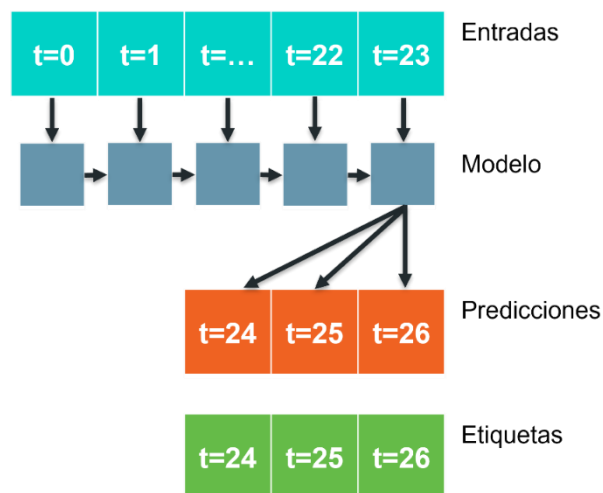 Entradas
t=0 t=1 t=... t=22 t=23
Modelo
Predicciones
t=24 t=25 t=26
Etiquetas
t=24 t=25 t=26